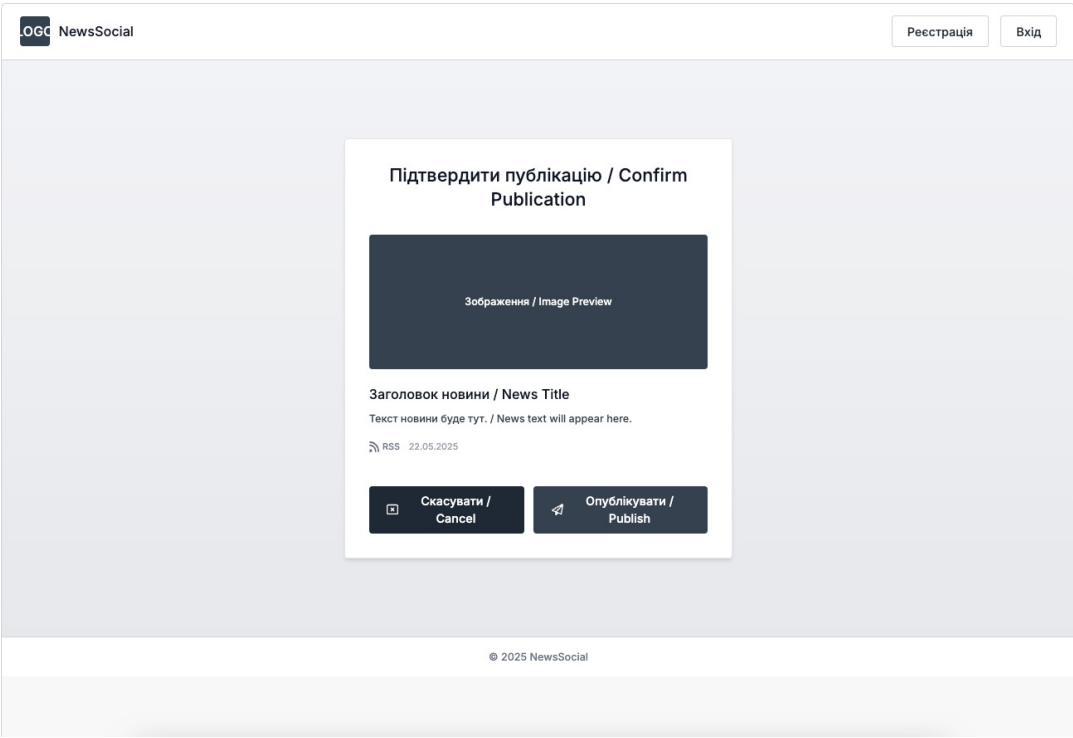 LOGO NewsSocial
Реєстрація
Вхід
Підтвердити публікацію / Confirm
Publication
Зображення / Image Preview
Заголовок новини / News Title
Текст новини буде тут. / News text will appear here.
RSS 22.05.2025
Скасувати /
Cancel
Опублікувати /
Publish
© 2025 NewsSocial